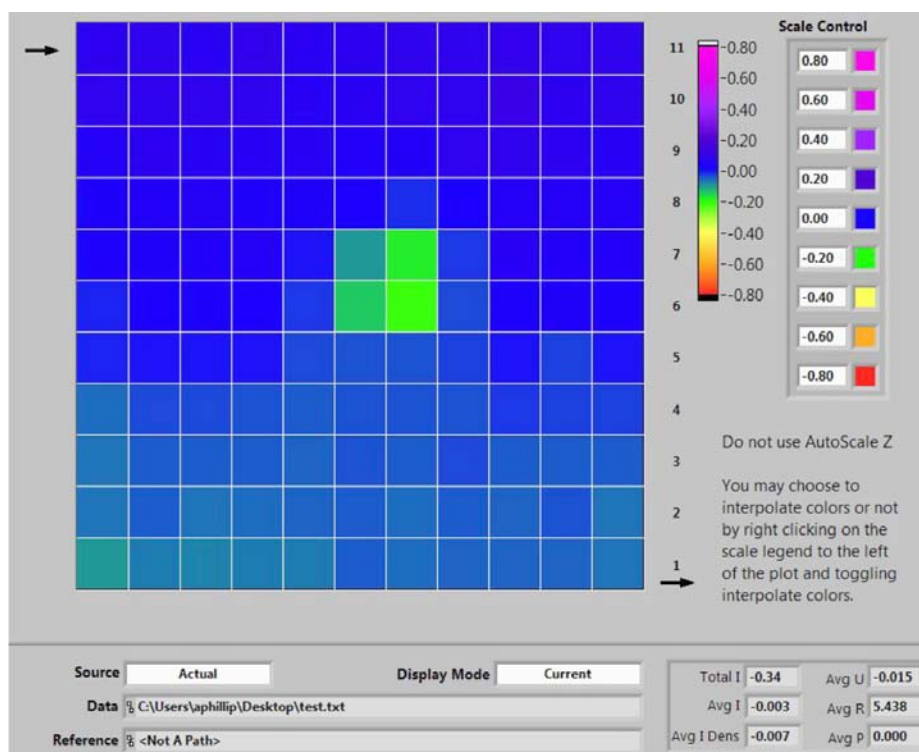 Scale Control
11
10
9
8
7
6
5
4
3
2
1
-0.80
-0.60
-0.40
-0.20
-0.00
-0.20
-0.40
-0.60
-0.80
0.80
0.60
0.40
0.20
0.00
-0.20
-0.40
-0.60
-0.80
Do not use AutoScale Z
You may choose to
interpolate colors or not
by right clicking on the
scale legend to the left
of the plot and toggling
interpolate colors.
Source Actual Display Mode Current
Data C:\Users\aphillip\Desktop\test.txt
Reference <Not A Path>
Total I -0.34 Avg U -0.015
Avg I -0.003 Avg R 5.438
Avg I Dens -0.007 Avg P 0.000